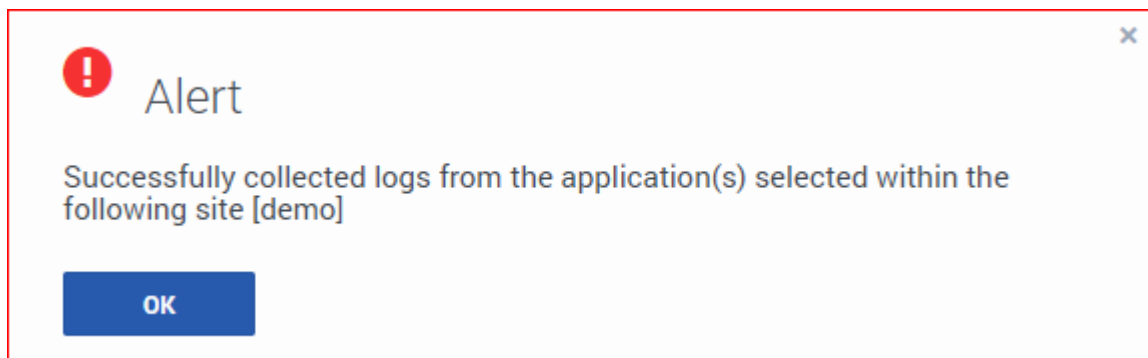 Alert
Successfully collected logs from the application(s) selected within the
following site [demo]
OK